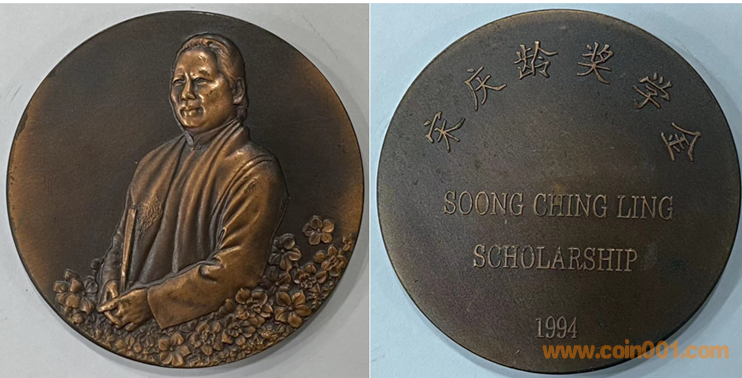 宋庆龄奖学金
SOONG CHING LING
SCHOLARSHIP
1994
www.coin001.com